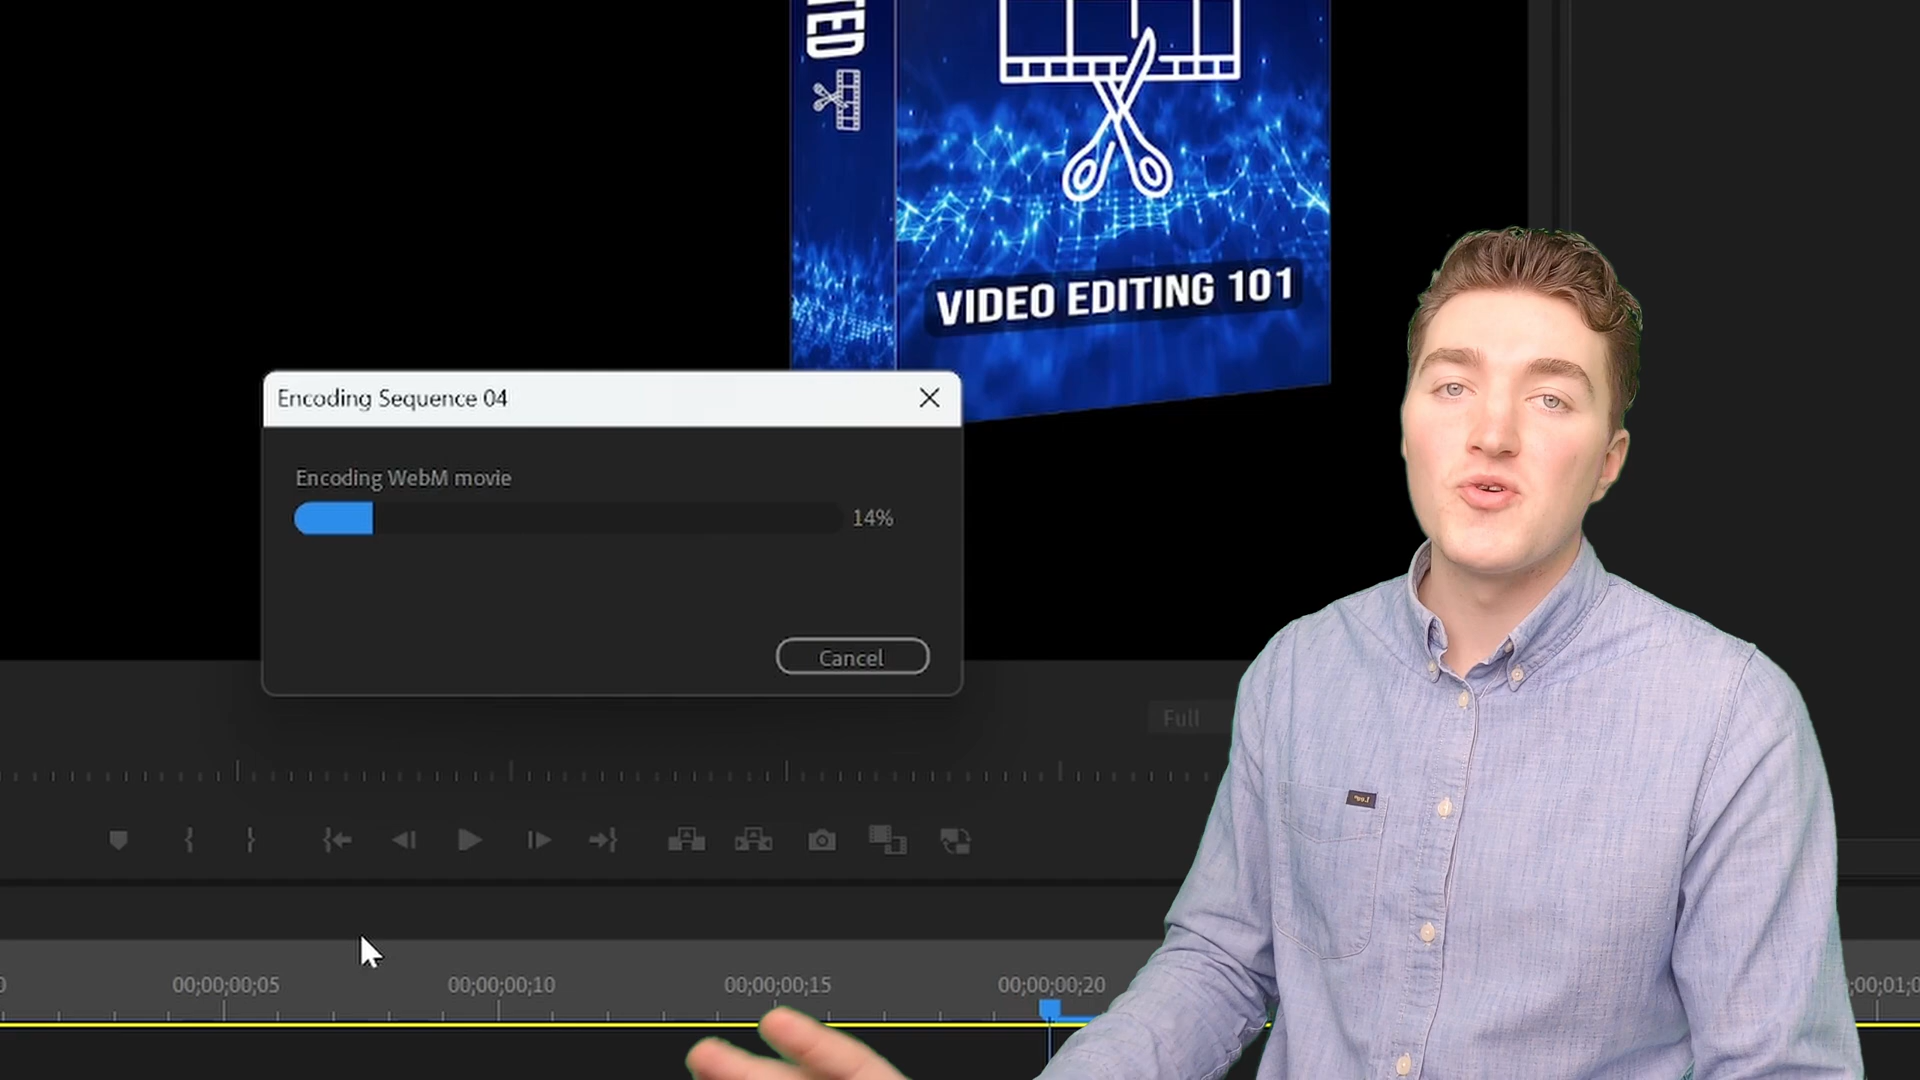 TED
VIDEO EDITING 101
Encoding Sequence 04
Encoding WebM movie
14%
Cancel
Full
00;00;00;05
00;00;00;10
00;00;00;15
00;00;00;20